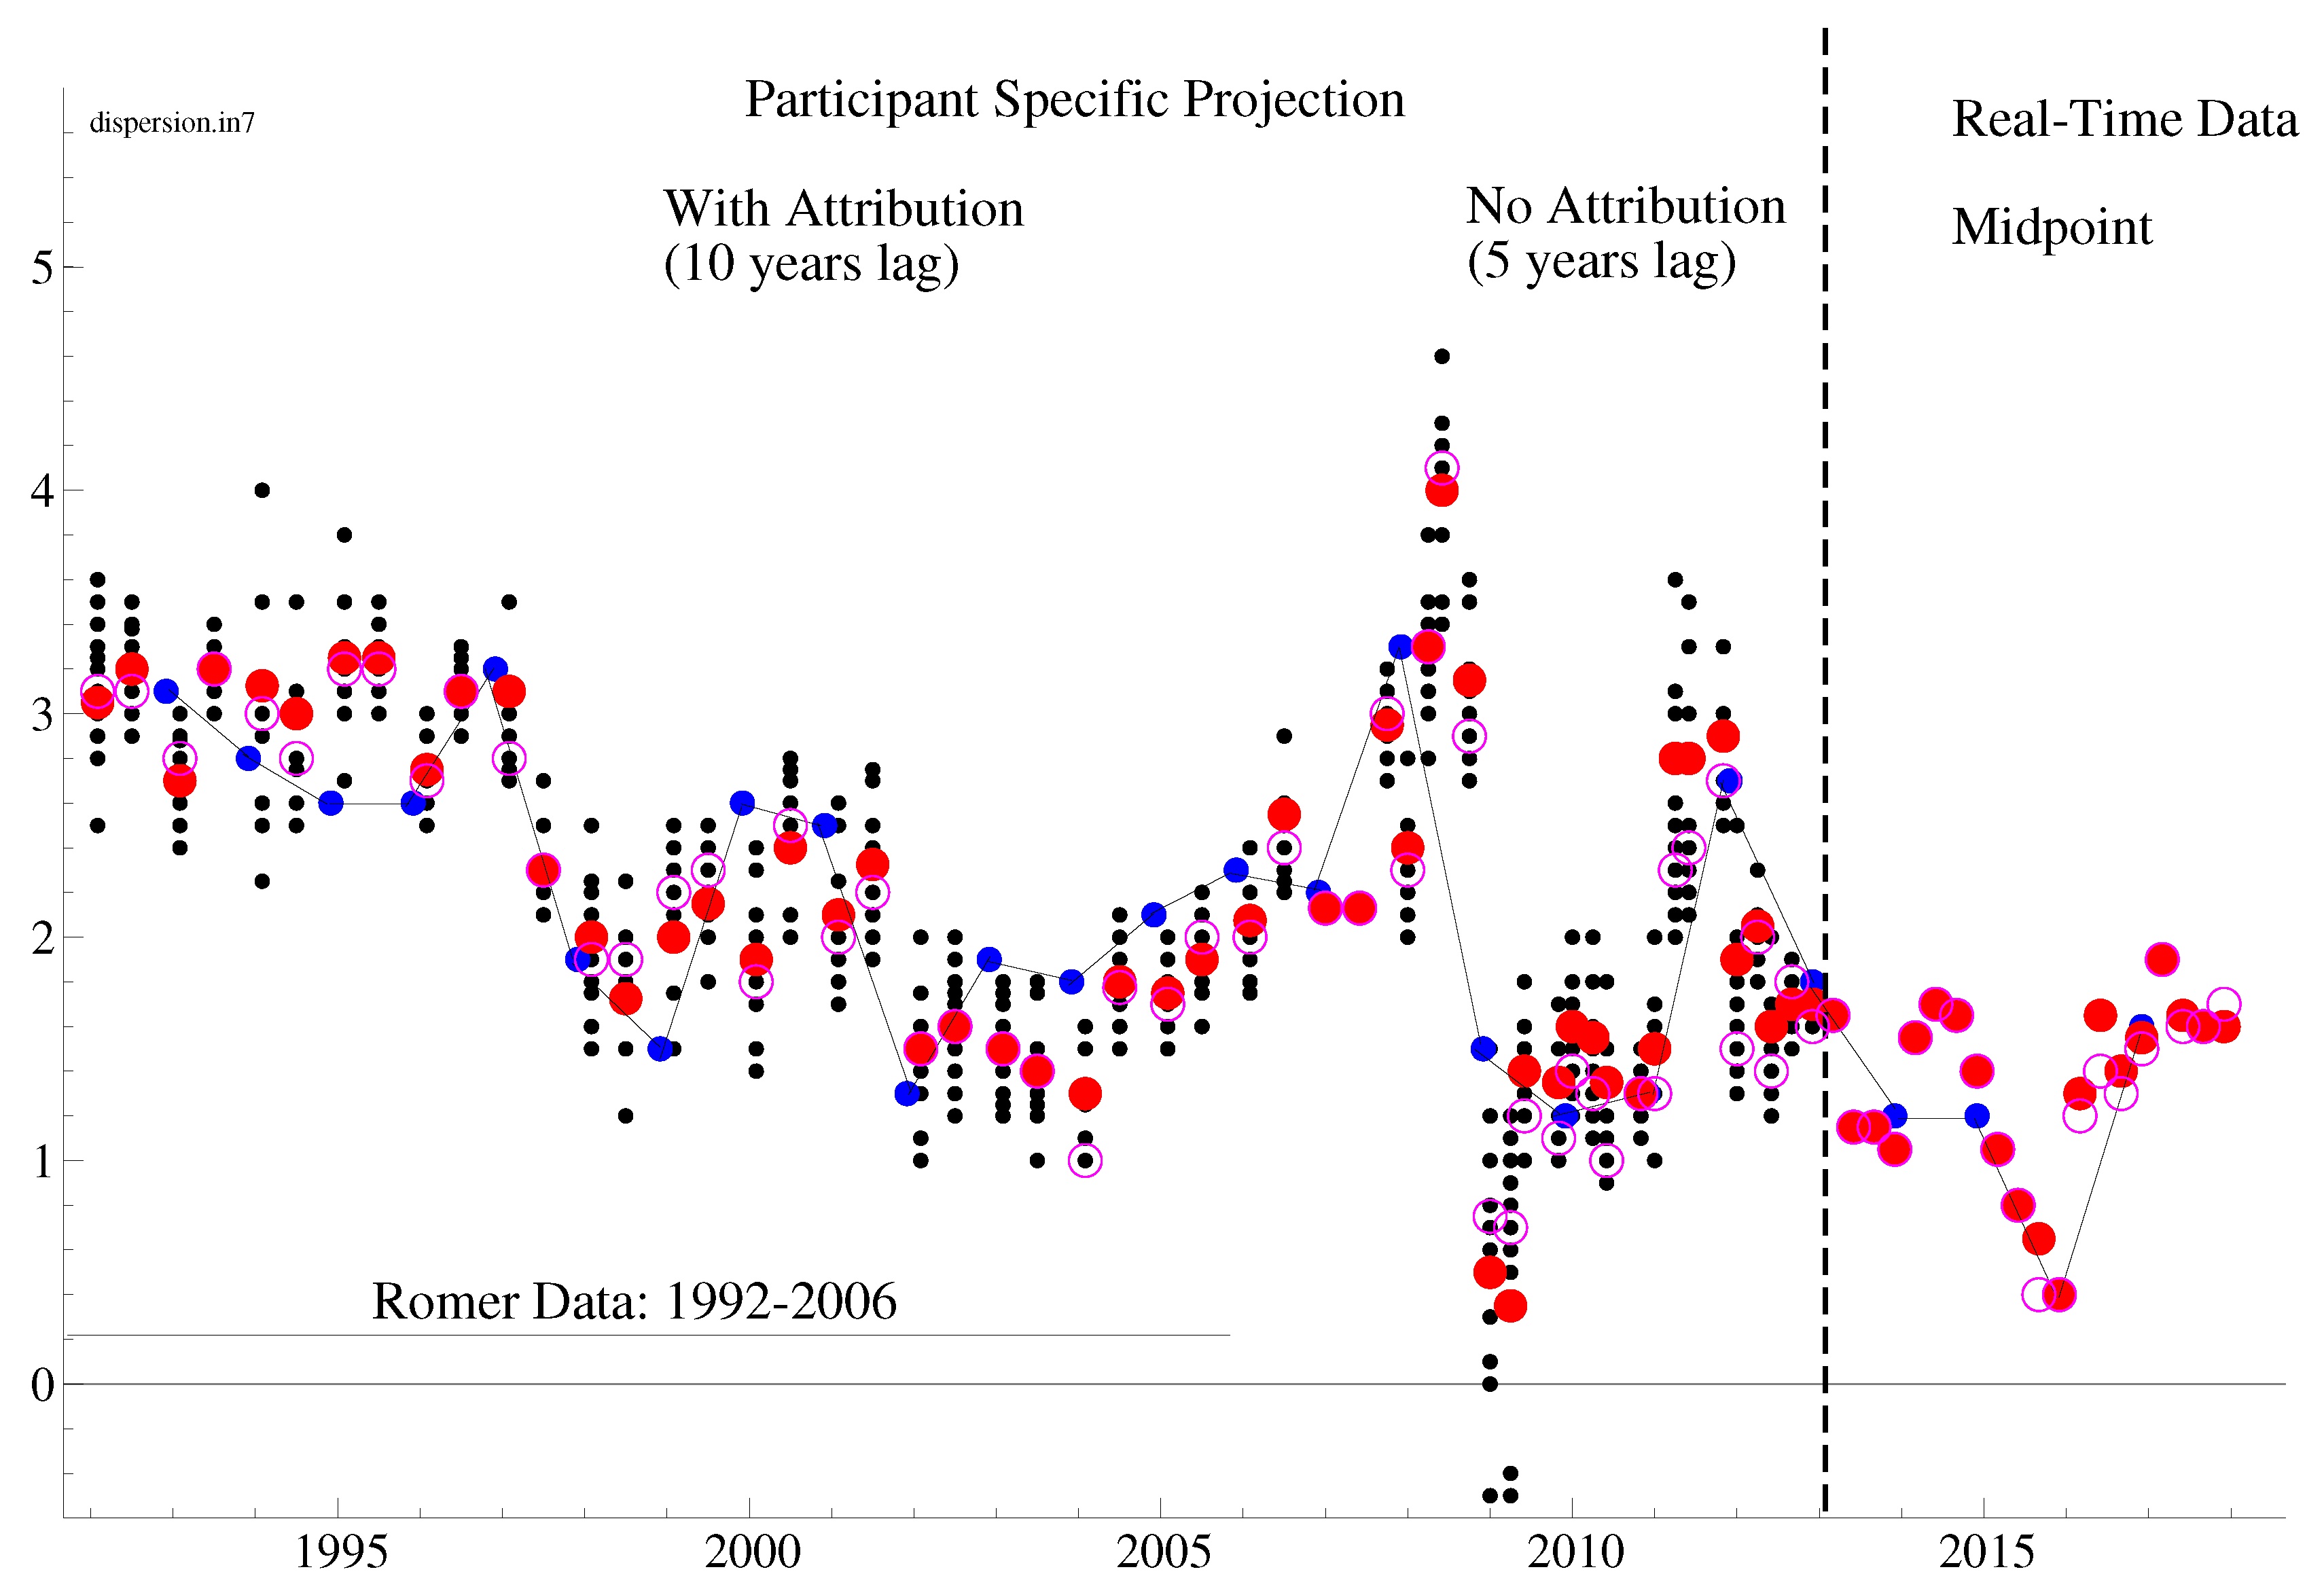 Participant Specific Projection
Real-Time Data
dispersion.in7
With Attribution
(10 years lag)
No Attribution
(5 years lag)
Midpoint
5
4
3
2
1
Romer Data: 1992-2006
0
1995
2000
2005
2010
2015